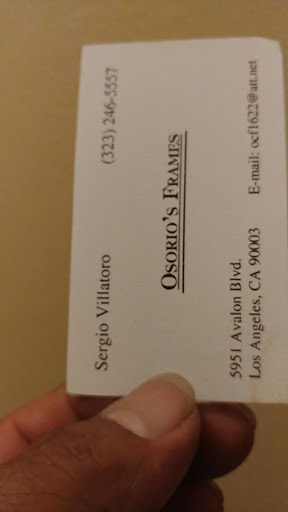 Sergio Villatoro
(323) 246-5557
OSORIO'S FRAMES
5951 Avalon Blvd.
Los Angeles, CA 90003
E-mail: ocf1622@att.net